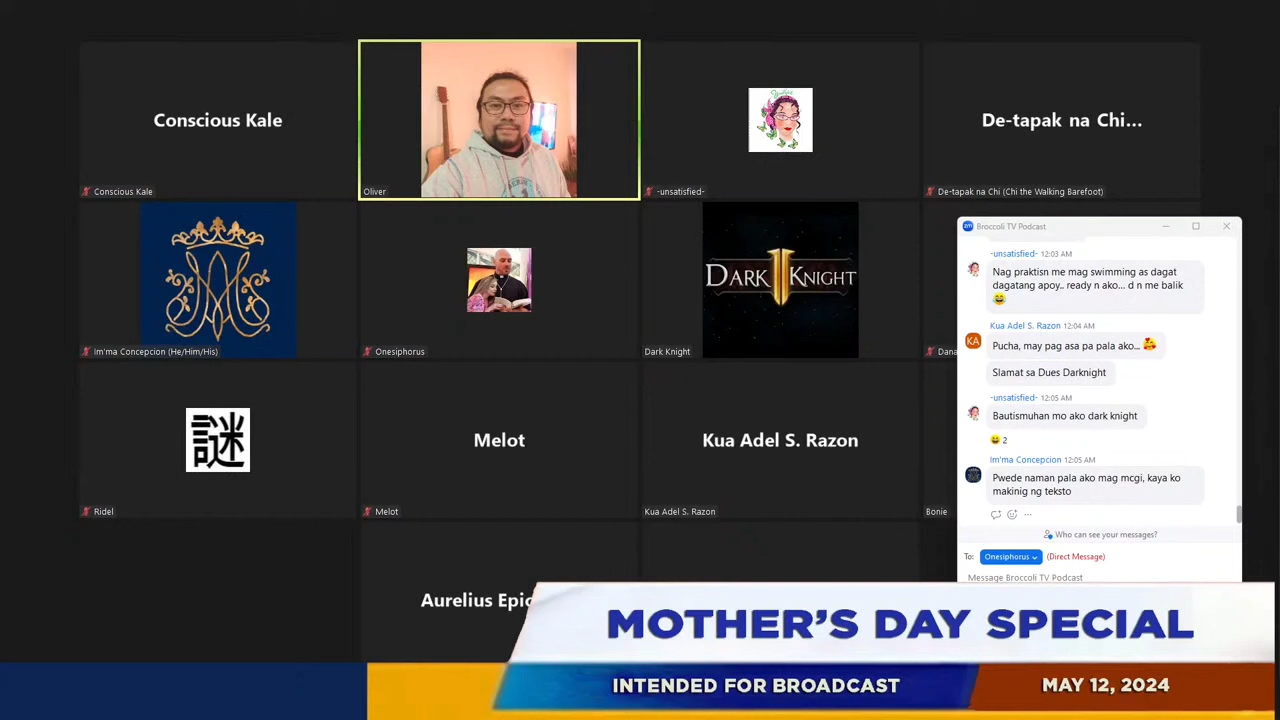 Conscious Kale
De-tapak na Chi...
Conscious Kale
Oliver
-unsatisfied-
De-tapak na Chi (Chi the Walking Barefoot)
DARK KNIGHT
Im'ma Concepcion (He/Him/His)
Onesiphorus
Dark Knight
Dana
謎
Melot
Kua Adel S. Razon
Ridel
Melot
Kua Adel S. Razon
Bonie
Aurelius Epic
Broccoli TV Podcast
-unsatisfied- 12:03 AM
Nag praktisn me mag swimming as dagat
dagatang apoy.. ready n ako... d n me balik
Kua Adel S. Razon 12:04 AM
KA
Pucha, may pag asa pa pala ako...
Slamat sa Dues Darknight
-unsatisfied- 12:05 AM
Bautismuhan mo ako dark knight
2
Im'ma Concepcion 12:05 AM
Pwede naman pala ako mag mcgi, kaya ko
makinig ng teksto
Who can see your messages?
To: Onesiphorus (Direct Message)
Message Broccoli TV Podcast
MOTHER'S DAY SPECIAL
INTENDED FOR BROADCAST
MAY 12, 2024